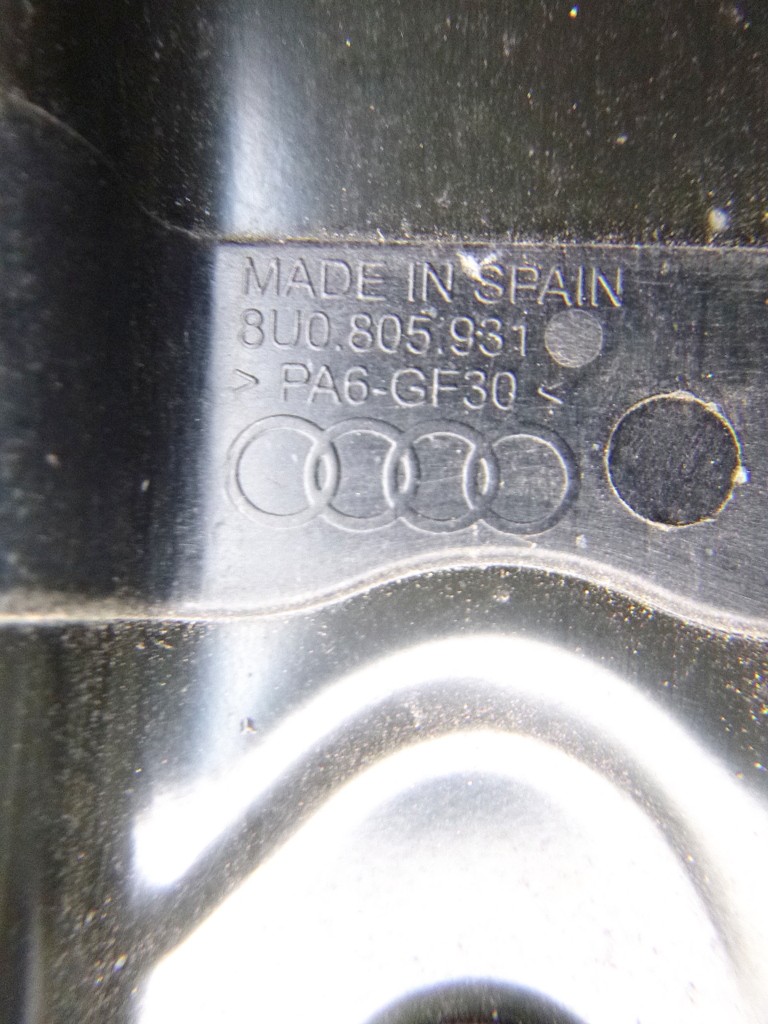 MADE IN SPAIN
8U0.805.931
> PA6-GF30 <